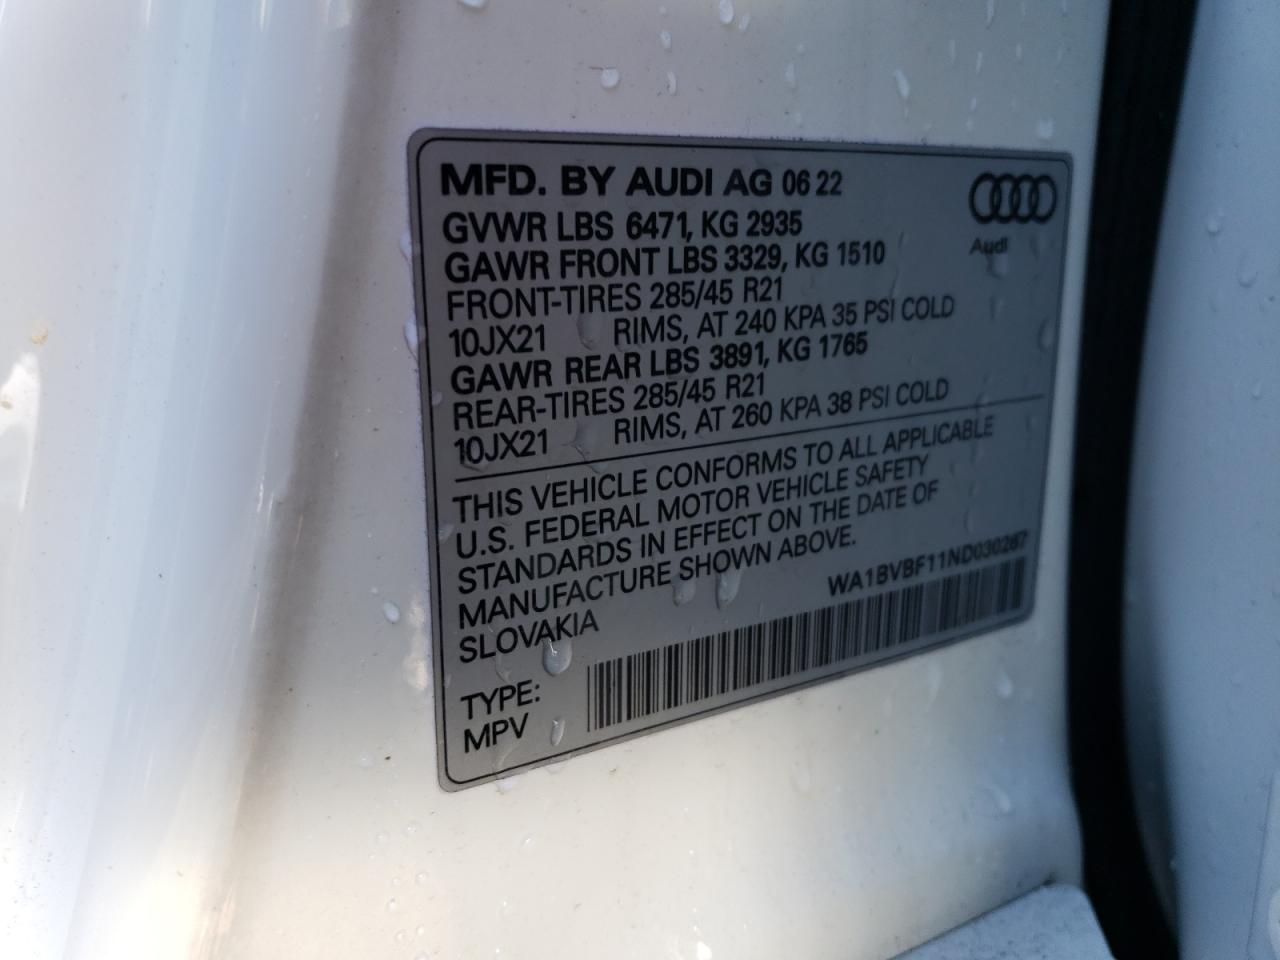 MFD. BY AUDI AG 06 22
GVWR LBS 6471, KG 2935
GAWR FRONT LBS 3329, KG 1510
FRONT-TIRES 285/45 R21
10JX21 RIMS, AT 240 KPA 35 PSI COLD
GAWR REAR LBS 3891, KG 1765
REAR-TIRES 285/45 R21
10JX21 RIMS, AT 260 KPA 38 PSI COLD
Audi
THIS VEHICLE CONFORMS TO ALL APPLICABLE
U.S. FEDERAL MOTOR VEHICLE SAFETY
STANDARDS IN EFFECT ON THE DATE OF
MANUFACTURE SHOWN ABOVE.
SLOVAKIA
WA1BVBF11ND030267
TYPE:
MPV